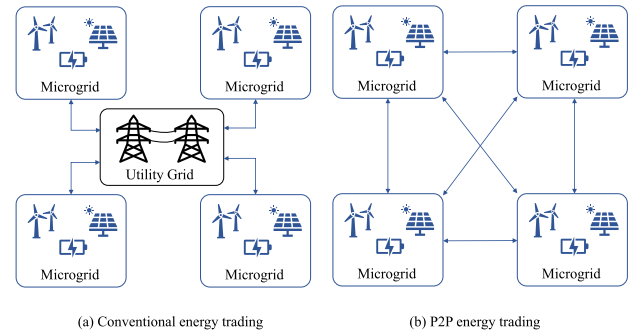 Microgrid
Microgrid
Utility Grid
Microgrid
Microgrid
(a) Conventional energy trading
Microgrid
Microgrid
Microgrid
Microgrid
(b) P2P energy trading